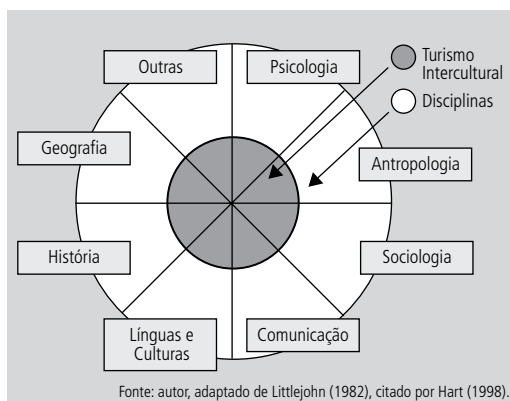 Outras
Psicologia
Turismo
Intercultural
Disciplinas
Geografia
Antropologia
História
Sociologia
Línguas e
Culturas
Comunicação
Fonte: autor, adaptado de Littlejohn (1982), citado por Hart (1998).